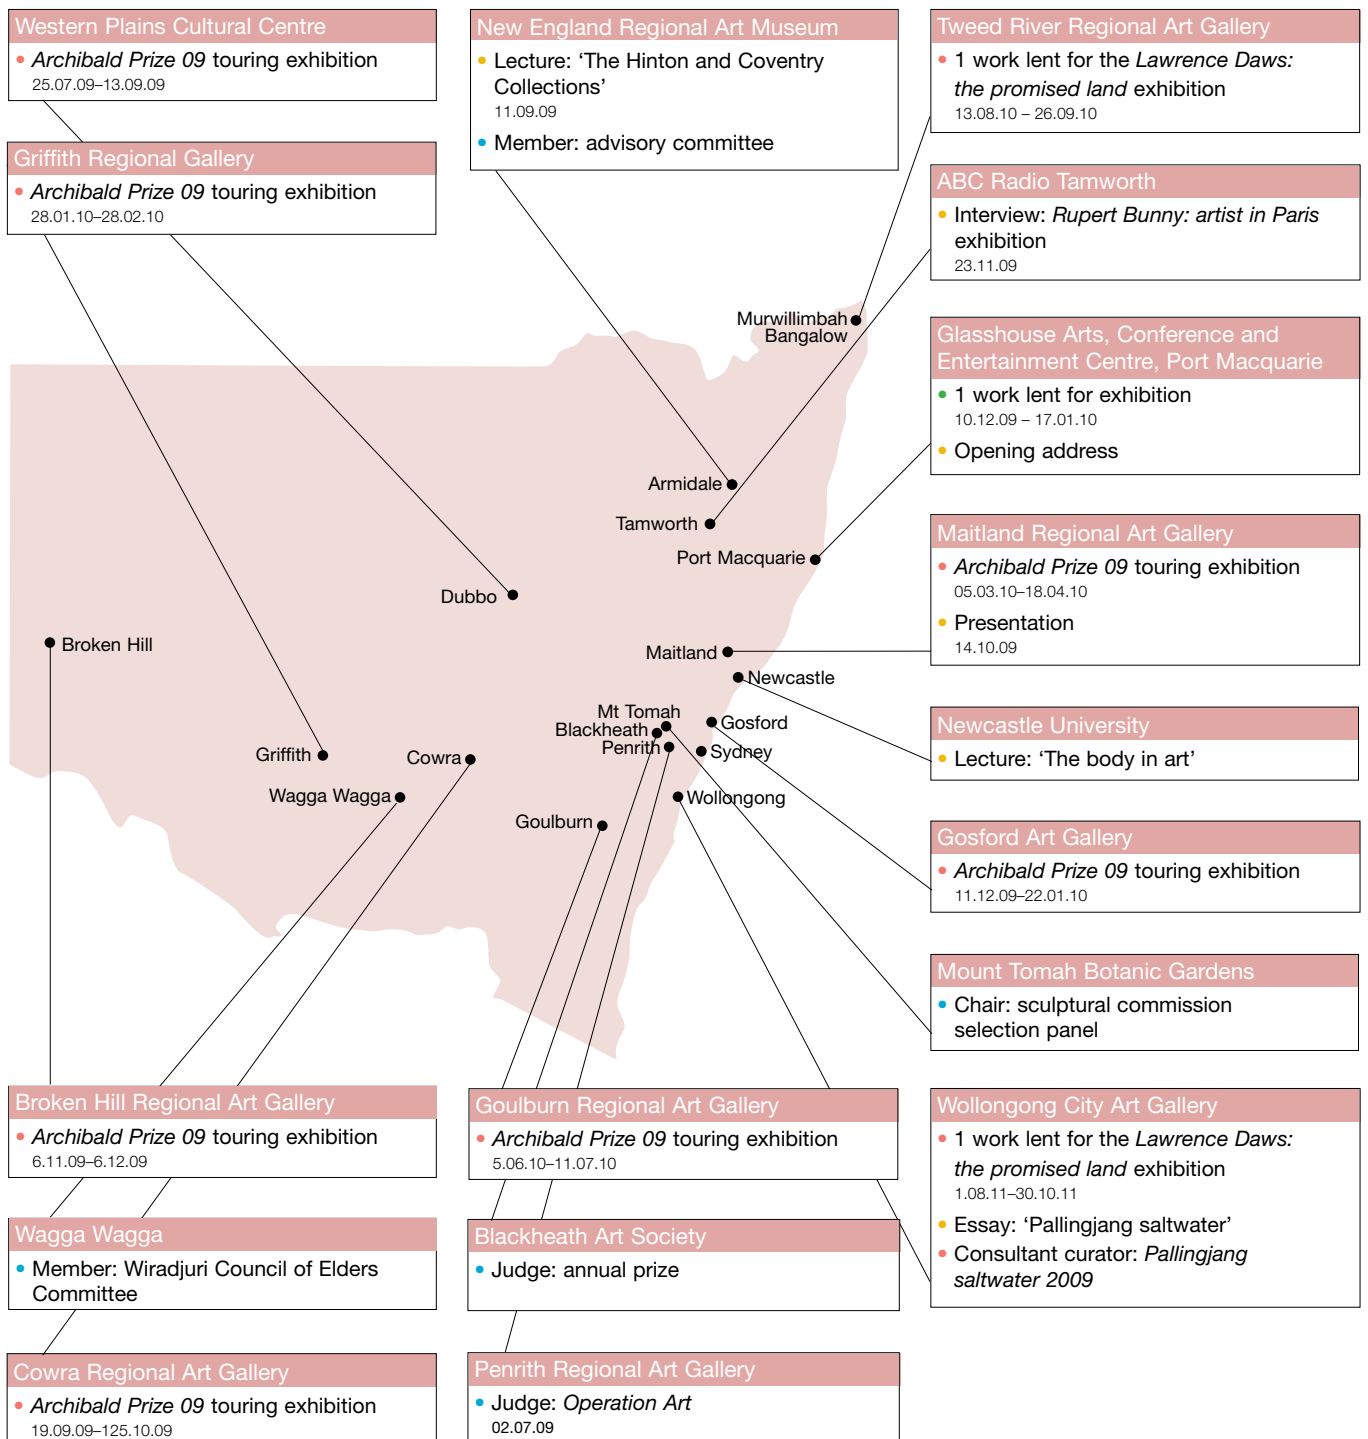 Western Plains Cultural Centre
• Archibald Prize 09 touring exhibition
25.07.09–13.09.09
Griffith Regional Gallery
• Archibald Prize 09 touring exhibition
28.01.10–28.02.10
New England Regional Art Museum
• Lecture: ‘The Hinton and Coventry
Collections’
11.09.09
• Member: advisory committee
Tweed River Regional Art Gallery
• 1 work lent for the Lawrence Daws:
the promised land exhibition
13.08.10 – 26.09.10
ABC Radio Tamworth
• Interview: Rupert Bunny: artist in Paris
exhibition
23.11.09
Glasshouse Arts, Conference and
Entertainment Centre, Port Macquarie
• 1 work lent for exhibition
10.12.09 – 17.01.10
• Opening address
Maitland Regional Art Gallery
• Archibald Prize 09 touring exhibition
05.03.10–18.04.10
• Presentation
14.10.09
Newcastle University
• Lecture: ‘The body in art’
Gosford Art Gallery
• Archibald Prize 09 touring exhibition
11.12.09–22.01.10
Mount Tomah Botanic Gardens
• Chair: sculptural commission
selection panel
Murwillimbah
Bangalow
Armidale
Tamworth
Port Macquarie
Dubbo
Broken Hill
Maitland
Newcastle
Mt Tomah
Gosford
Blackheath
Penrith
Sydney
Griffith
Cowra
Wagga Wagga
Wollongong
Goulburn
Broken Hill Regional Art Gallery
• Archibald Prize 09 touring exhibition
6.11.09–6.12.09
Wagga Wagga
• Member: Wiradjuri Council of Elders
Committee
Cowra Regional Art Gallery
• Archibald Prize 09 touring exhibition
19.09.09–125.10.09
Goulburn Regional Art Gallery
• Archibald Prize 09 touring exhibition
5.06.10–11.07.10
Blackheath Art Society
• Judge: annual prize
Penrith Regional Art Gallery
• Judge: Operation Art
02.07.09
Wollongong City Art Gallery
• 1 work lent for the Lawrence Daws:
the promised land exhibition
1.08.11–30.10.11
• Essay: ‘Pallingjang saltwater’
• Consultant curator: Pallingjang
saltwater 2009